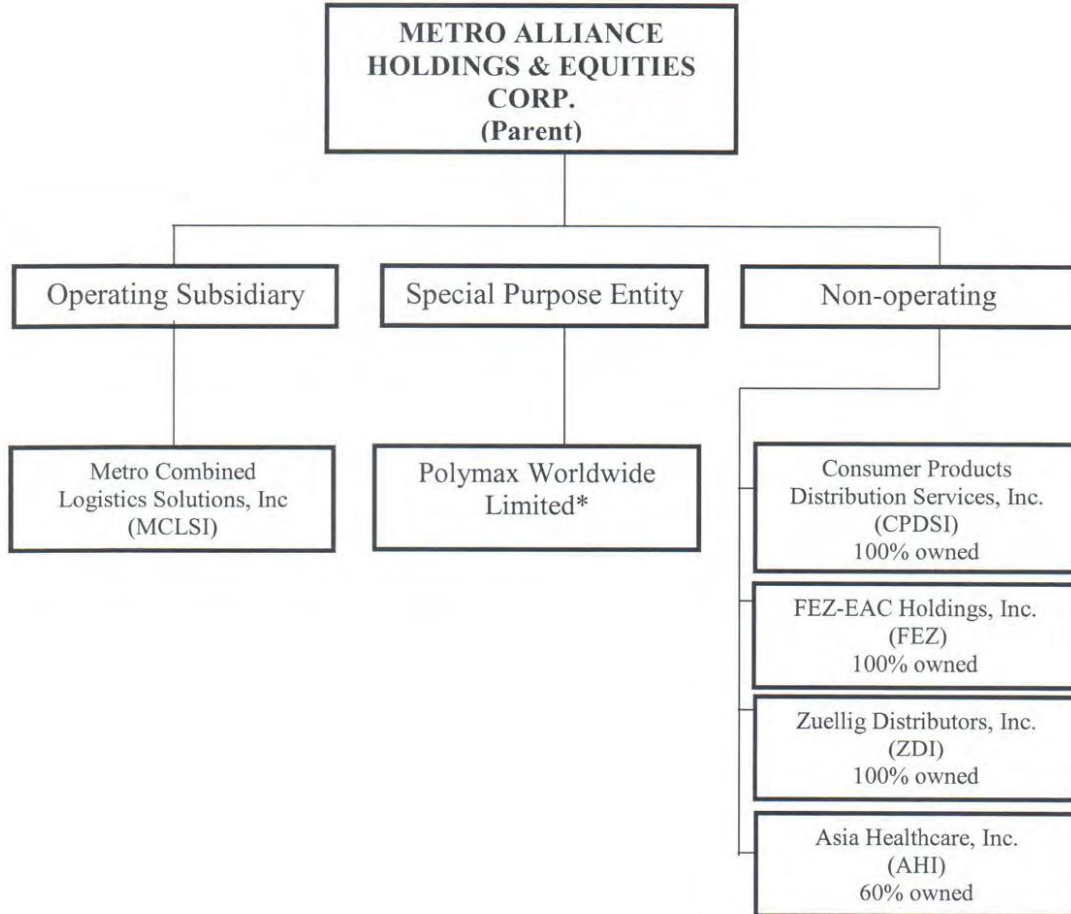 METRO ALLIANCE
HOLDINGS & EQUITIES
CORP.
(Parent)
Operating Subsidiary
Special Purpose Entity
Non-operating
Metro Combined
Logistics Solutions, Inc
(MCLSI)
Polymax Worldwide
Limited*
Consumer Products
Distribution Services, Inc.
(CPDSI)
100% owned
FEZ-EAC Holdings, Inc.
(FEZ)
100% owned
Zuellig Distributors, Inc.
(ZDI)
100% owned
Asia Healthcare, Inc.
(AHI)
60% owned